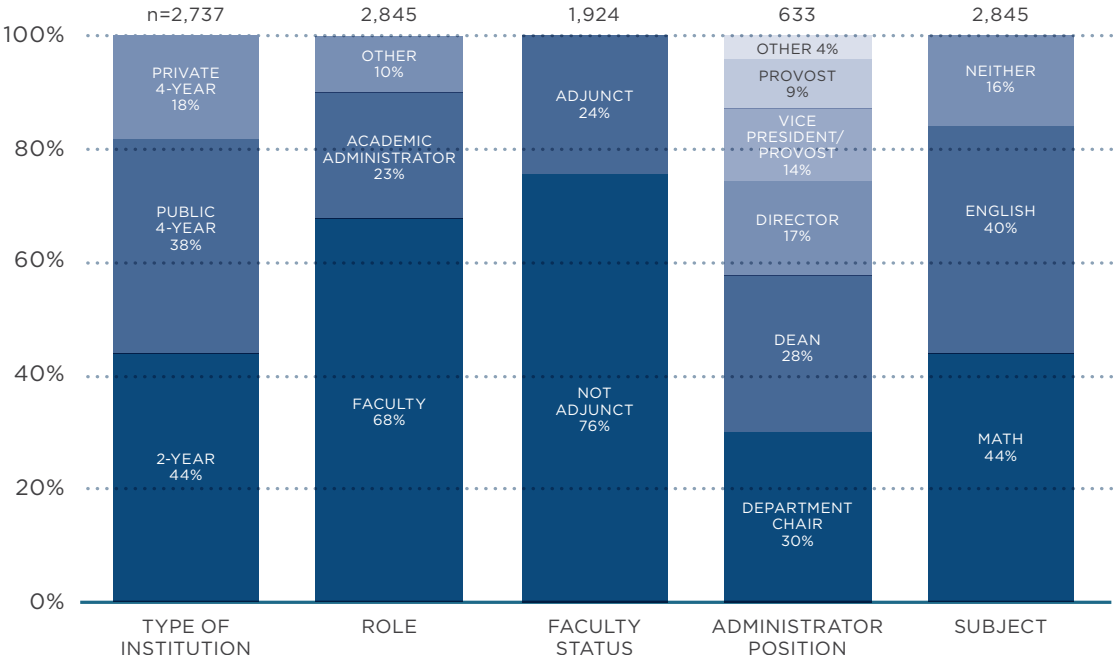 n=2,737 2,845 1,924 633 2,845
100%
80%
60%
40%
20%
0%
PRIVATE
4-YEAR
18%
PUBLIC
4-YEAR
38%
2-YEAR
44%
OTHER
10%
ACADEMIC
ADMINISTRATOR
23%
FACULTY
68%
ADJUNCT
24%
NOT
ADJUNCT
76%
OTHER 4%
PROVOST
9%
VICE
PRESIDENT/
PROVOST
14%
DIRECTOR
17%
DEAN
28%
DEPARTMENT
CHAIR
30%
NEITHER
16%
ENGLISH
40%
MATH
44%
TYPE OF
INSTITUTION
ROLE
FACULTY
STATUS
ADMINISTRATOR
POSITION
SUBJECT